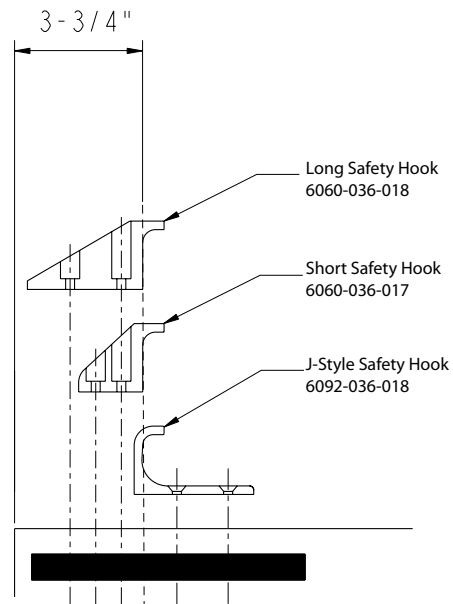 3-3/4"
Long Safety Hook
6060-036-018
Short Safety Hook
6060-036-017
J-Style Safety Hook
6092-036-018